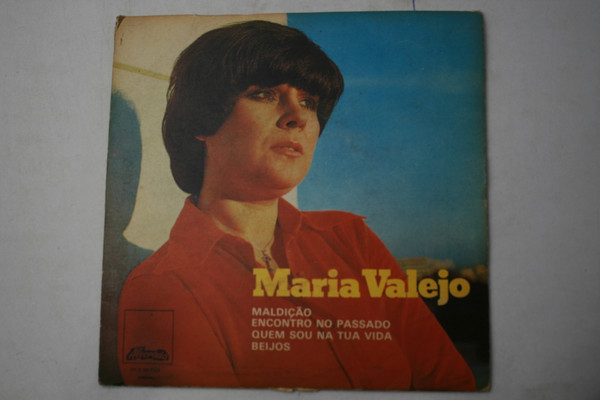 Maria Valejo
MALDIÇÃO
ENCONTRO NO PASSADO
QUEM SOU NA TUA VIDA
BEIJOS